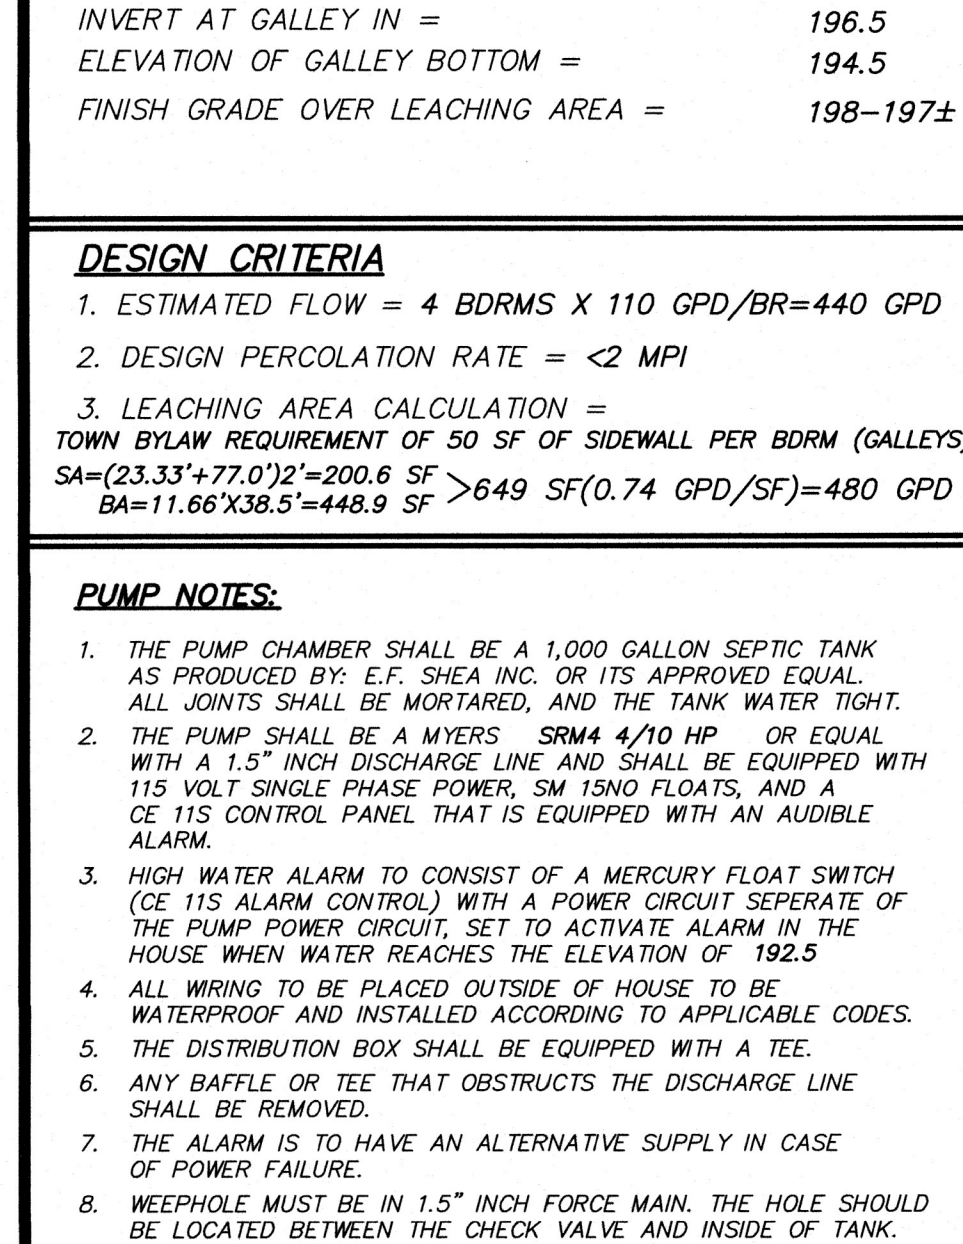 INVERT AT GALLEY IN = 196.5
ELEVATION OF GALLEY BOTTOM = 194.5
FINISH GRADE OVER LEACHING AREA = 198-197±
DESIGN CRITERIA
1. ESTIMATED FLOW = 4 BDRMS X 110 GPD/BR=440 GPD
2. DESIGN PERCOLATION RATE = <2 MPI
3. LEACHING AREA CALCULATION =
TOWN BYLAW REQUIREMENT OF 50 SF OF SIDEWALL PER BDRM (GALLEYS)
SA=(23.33'+77.0')2'=200.6 SF
BA=11.66'X38.5'=448.9 SF
>649 SF(0.74 GPD/SF)=480 GPD
PUMP NOTES:
1. THE PUMP CHAMBER SHALL BE A 1,000 GALLON SEPTIC TANK
AS PRODUCED BY: E.F. SHEA INC. OR ITS APPROVED EQUAL.
ALL JOINTS SHALL BE MORTARED, AND THE TANK WATER TIGHT.
2. THE PUMP SHALL BE A MYERS SRM4 4/10 HP OR EQUAL
WITH A 1.5" INCH DISCHARGE LINE AND SHALL BE EQUIPPED WITH
115 VOLT SINGLE PHASE POWER, SM 15NO FLOATS, AND A
CE 11S CONTROL PANEL THAT IS EQUIPPED WITH AN AUDIBLE
ALARM.
3. HIGH WATER ALARM TO CONSIST OF A MERCURY FLOAT SWITCH
(CE 11S ALARM CONTROL) WITH A POWER CIRCUIT SEPERATE OF
THE PUMP POWER CIRCUIT, SET TO ACTIVATE ALARM IN THE
HOUSE WHEN WATER REACHES THE ELEVATION OF 192.5
4. ALL WIRING TO BE PLACED OUTSIDE OF HOUSE TO BE
WATERPROOF AND INSTALLED ACCORDING TO APPLICABLE CODES.
5. THE DISTRIBUTION BOX SHALL BE EQUIPPED WITH A TEE.
6. ANY BAFFLE OR TEE THAT OBSTRUCTS THE DISCHARGE LINE
SHALL BE REMOVED.
7. THE ALARM IS TO HAVE AN ALTERNATIVE SUPPLY IN CASE
OF POWER FAILURE.
8. WEEPHOLE MUST BE IN 1.5" INCH FORCE MAIN. THE HOLE SHOULD
BE LOCATED BETWEEN THE CHECK VALVE AND INSIDE OF TANK.